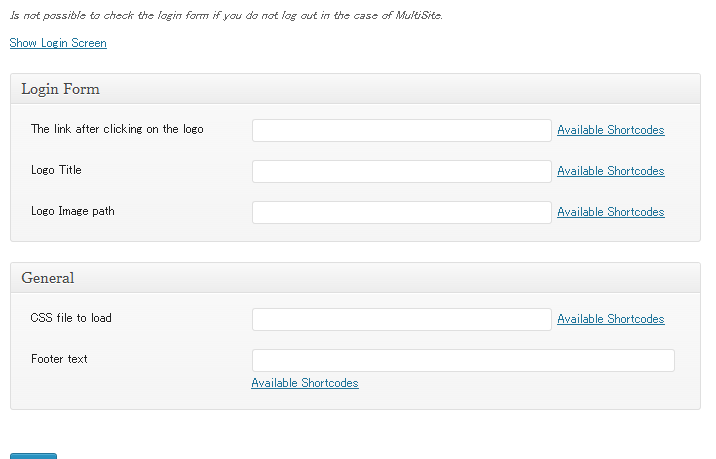 Is not possible to check the login form if you do not log out in the case of MultiSite.
Show Login Screen
Login Form
The link after clicking on the logo Available Shortcodes
Logo Title Available Shortcodes
Logo Image path Available Shortcodes
General
CSS file to load Available Shortcodes
Footer text
Available Shortcodes